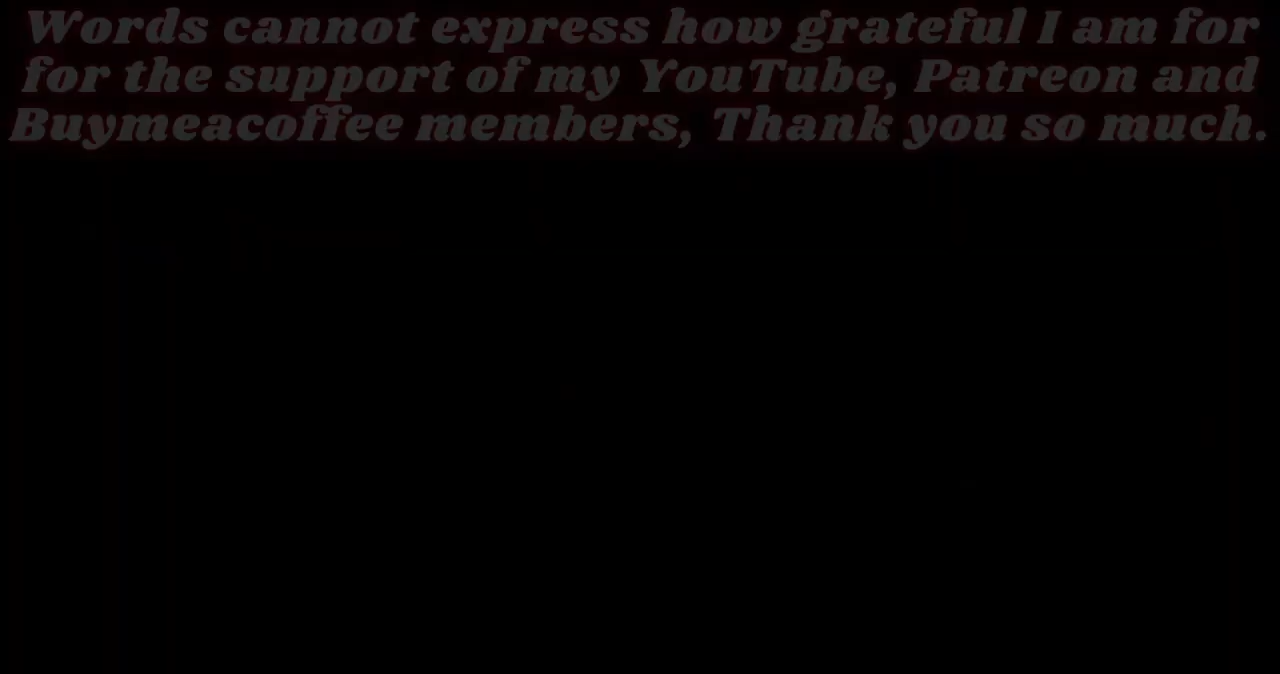 Words cannot express how grateful I am for
for the support of my YouTube, Patreon and
Buymeacoffee members, Thank you so much.